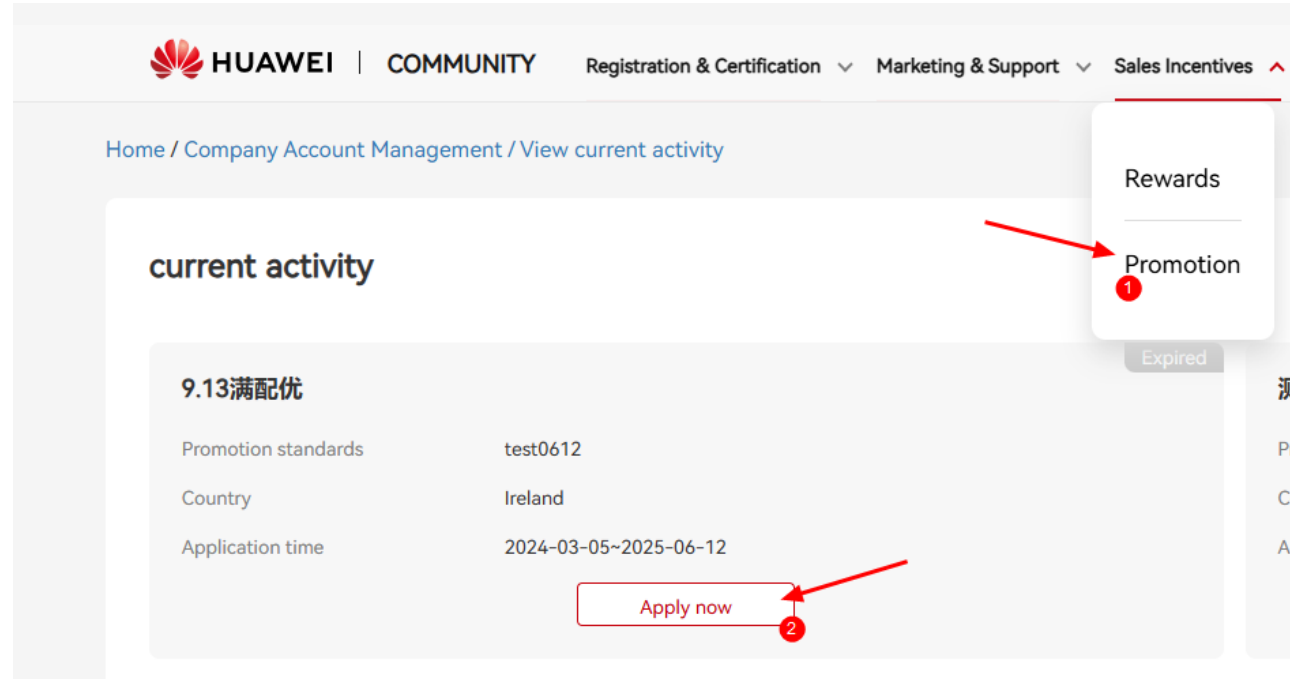 HUAWEI | COMMUNITY Registration & Certification Marketing & Support Sales Incentives
Home / Company Account Management / View current activity
Rewards
Promotion
1
current activity
Expired
9.13满配优
Promotion standards test0612
Country Ireland
Application time 2024-03-05~2025-06-12
Apply now
2